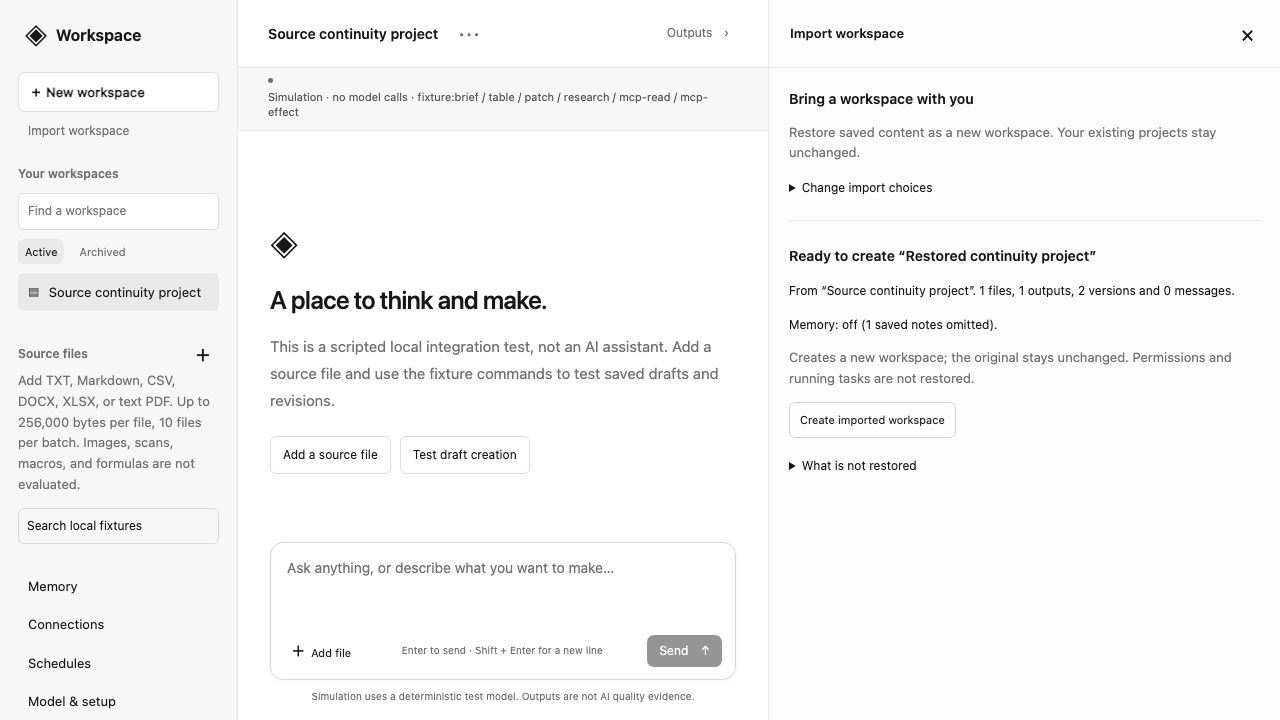 Workspace
+ New workspace
Import workspace
Your workspaces
Find a workspace
Active
Archived
Source continuity project
Source files
+
Add TXT, Markdown, CSV,
DOCX, XLSX, or text PDF. Up to
256,000 bytes per file, 10 files
per batch. Images, scans,
macros, and formulas are not
evaluated.
Search local fixtures
Memory
Connections
Schedules
Model & setup
Source continuity project
Outputs ›
Simulation · no model calls · fixture:brief / table / patch / research / mcp-read / mcp-
effect
A place to think and make.
This is a scripted local integration test, not an AI assistant. Add a
source file and use the fixture commands to test saved drafts and
revisions.
Add a source file
Test draft creation
Ask anything, or describe what you want to make…
+ Add file
Enter to send · Shift + Enter for a new line
Send ↑
Simulation uses a deterministic test model. Outputs are not AI quality evidence.
Import workspace
Bring a workspace with you
Restore saved content as a new workspace. Your existing projects stay
unchanged.
Change import choices
Ready to create “Restored continuity project”
From “Source continuity project”. 1 files, 1 outputs, 2 versions and 0 messages.
Memory: off (1 saved notes omitted).
Creates a new workspace; the original stays unchanged. Permissions and
running tasks are not restored.
Create imported workspace
What is not restored